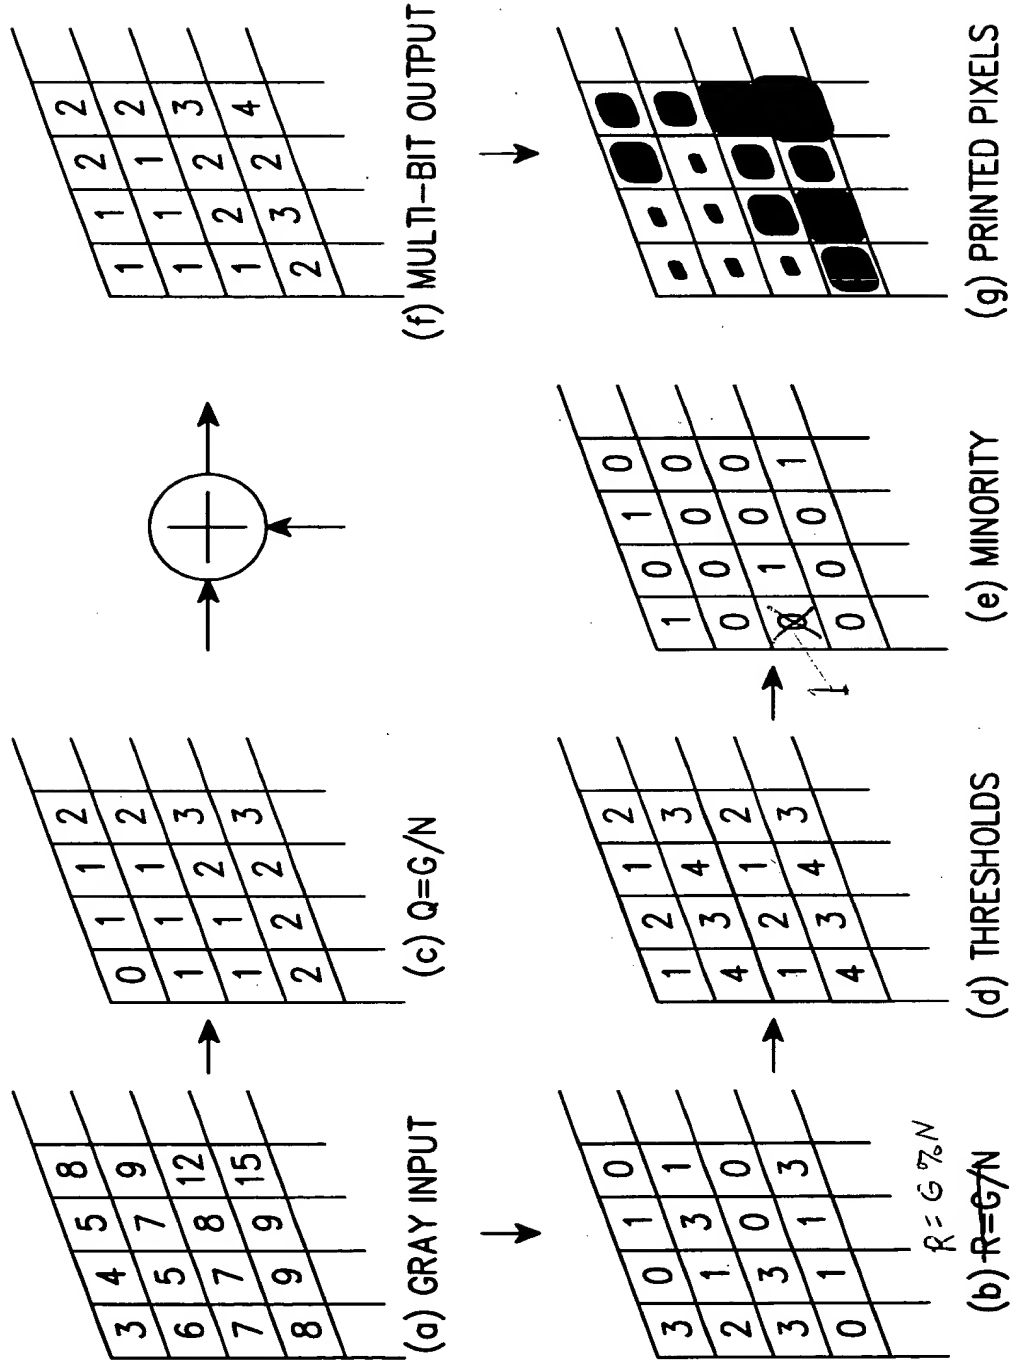 3 4 5 8
6 5 7 9
7 7 8 12
8 9 9 15
(a) GRAY INPUT
0 1 1 2
1 1 1 2
1 1 2 3
2 2 2 3
(c) Q=G/N
1 1 2 2
1 1 1 2
1 2 2 3
2 3 2 4
(f) MULTI-BIT OUTPUT
3 0 1 0
2 1 3 1
3 3 0 0
0 1 1 3
R=G%N
(b) R=G/N
1 2 1 2
4 3 4 3
1 2 1 2
4 3 4 3
(d) THRESHOLDS
1 0 1 0
0 0 0 0
0 1 0 0
0 0 0 1
1
(e) MINORITY
(g) PRINTED PIXELS